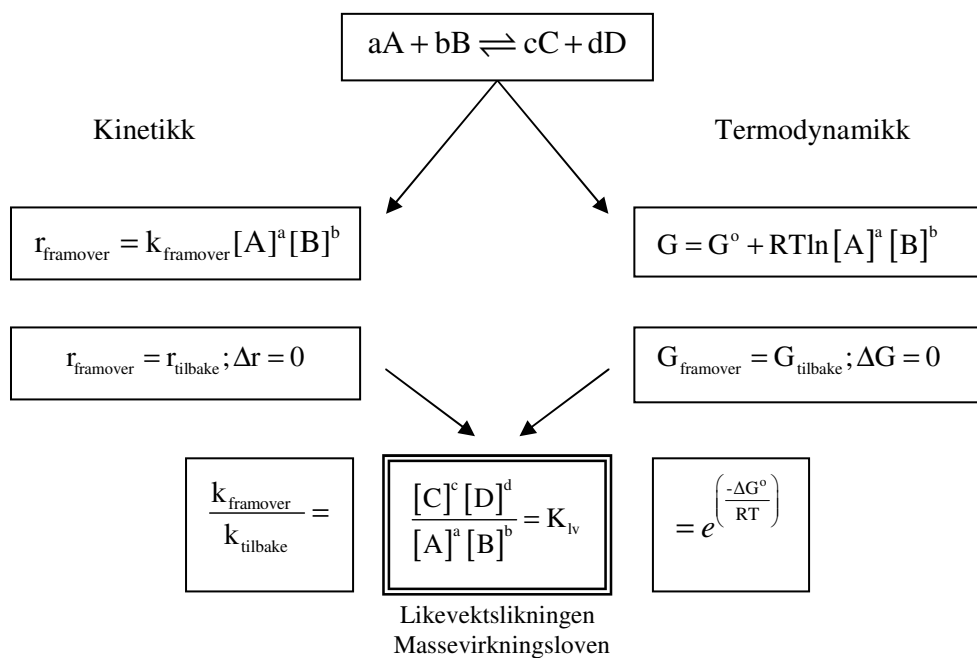 aA + bB ⇌ cC + dD
Kinetikk
Termodynamikk
r_framover = k_framover [A]^a [B]^b
G = G^o + RTln [A]^a [B]^b
r_framover = r_tilbake ; Δr = 0
G_framover = G_tilbake ; ΔG = 0
k_framover / k_tilbake =
[C]^c [D]^d / [A]^a [B]^b = K_lv
= e^(-ΔG^o / RT)
Likevektslikningen
Massevirkningsloven